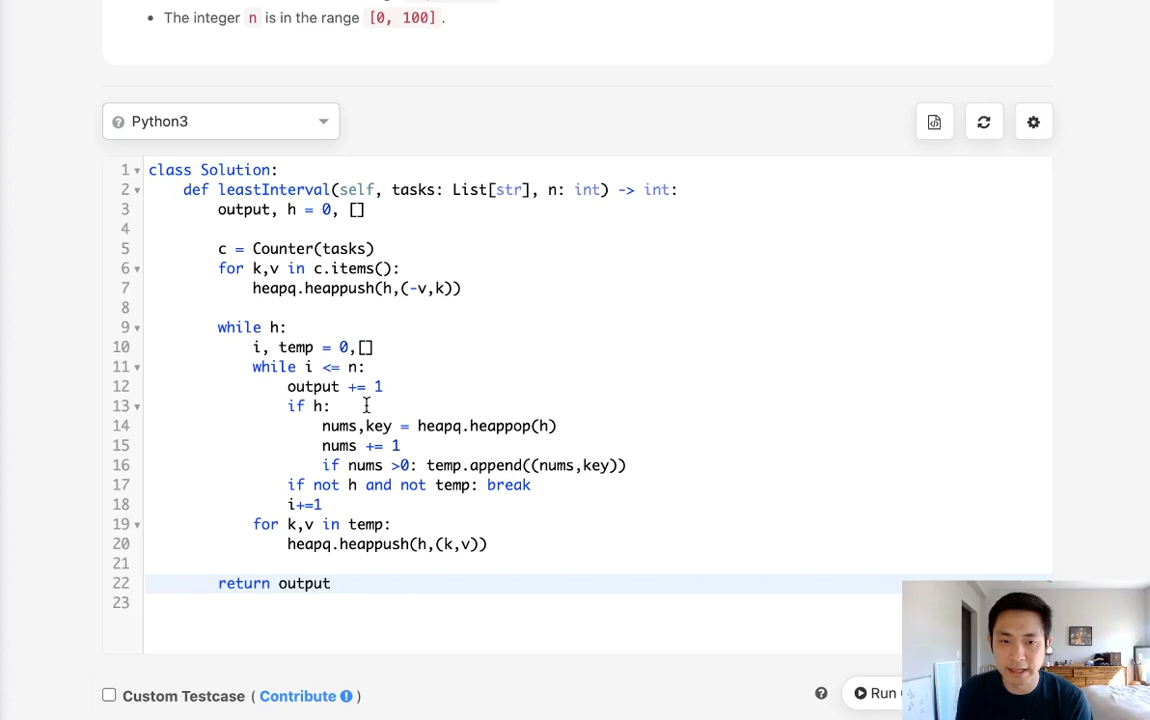 The integer n is in the range [0, 100].
Python3
1 class Solution:
2 def leastInterval(self, tasks: List[str], n: int) -> int:
3 output, h = 0, []
4
5 c = Counter(tasks)
6 for k,v in c.items():
7 heapq.heappush(h,(-v,k))
8
9 while h:
10 i, temp = 0,[]
11 while i <= n:
12 output += 1
13 if h:
14 nums,key = heapq.heappop(h)
15 nums += 1
16 if nums >0: temp.append((nums,key))
17 if not h and not temp: break
18 i+=1
19 for k,v in temp:
20 heapq.heappush(h,(k,v))
21
22 return output
23
Custom Testcase ( Contribute )
Run